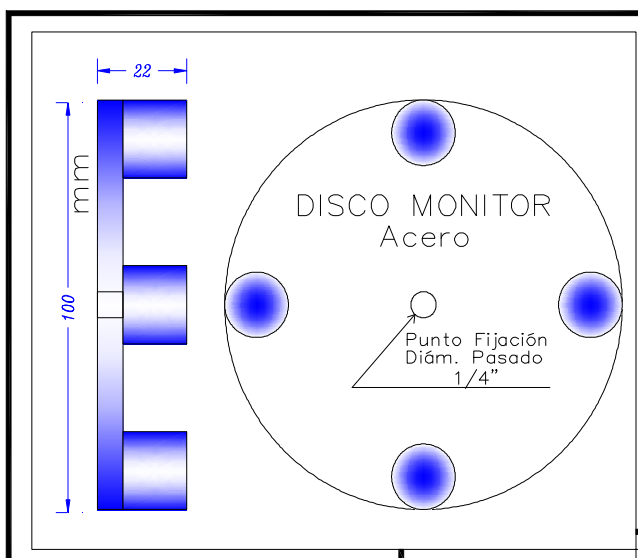 22
mm
100
DISCO MONITOR
Acero
Punto Fijación
Diám. Pasado
1/4"